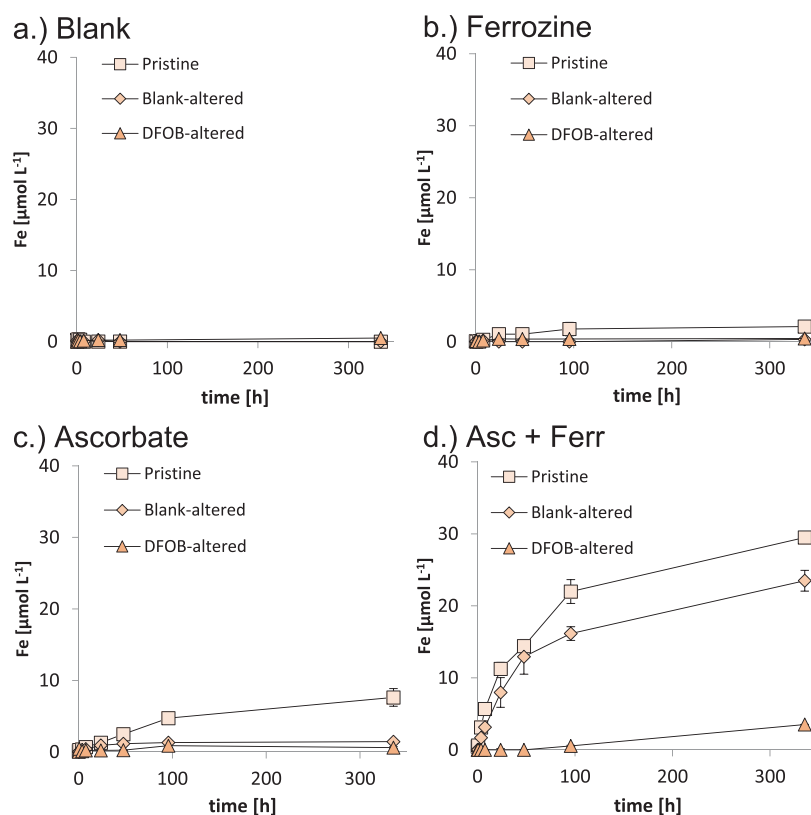 a.) Blank
40
30
20
10
0
Fe [µmol L⁻¹]
Pristine
Blank-altered
DFOB-altered
0 100 200 300
time [h]
b.) Ferrozine
40
30
20
10
0
Fe [µmol L⁻¹]
Pristine
Blank-altered
DFOB-altered
0 100 200 300
time [h]
c.) Ascorbate
40
30
20
10
0
Fe [µmol L⁻¹]
Pristine
Blank-altered
DFOB-altered
0 100 200 300
time [h]
d.) Asc + Ferr
40
30
20
10
0
Fe [µmol L⁻¹]
Pristine
Blank-altered
DFOB-altered
0 100 200 300
time [h]